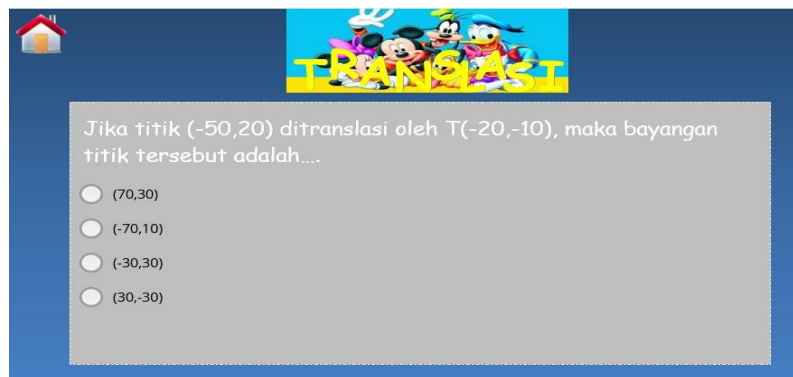 TRANSLASI
Jika titik (-50,20) ditranslasi oleh T(-20,-10), maka bayangan
titik tersebut adalah....
(70,30)
(-70,10)
(-30,30)
(30,-30)